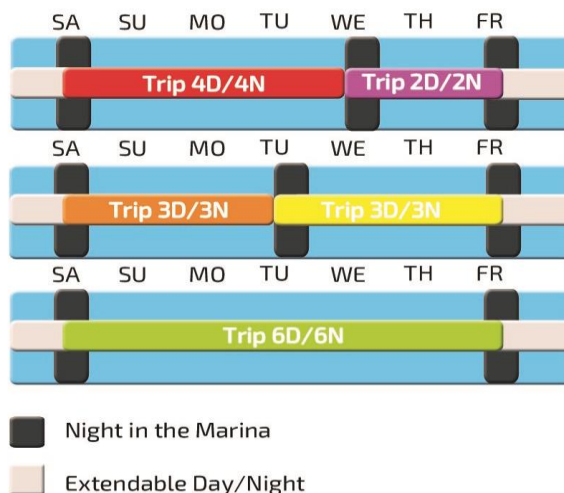 SA SU MO TU WE TH FR
Trip 4D/4N Trip 2D/2N
SA SU MO TU WE TH FR
Trip 3D/3N Trip 3D/3N
SA SU MO TU WE TH FR
Trip 6D/6N
Night in the Marina
Extendable Day/Night